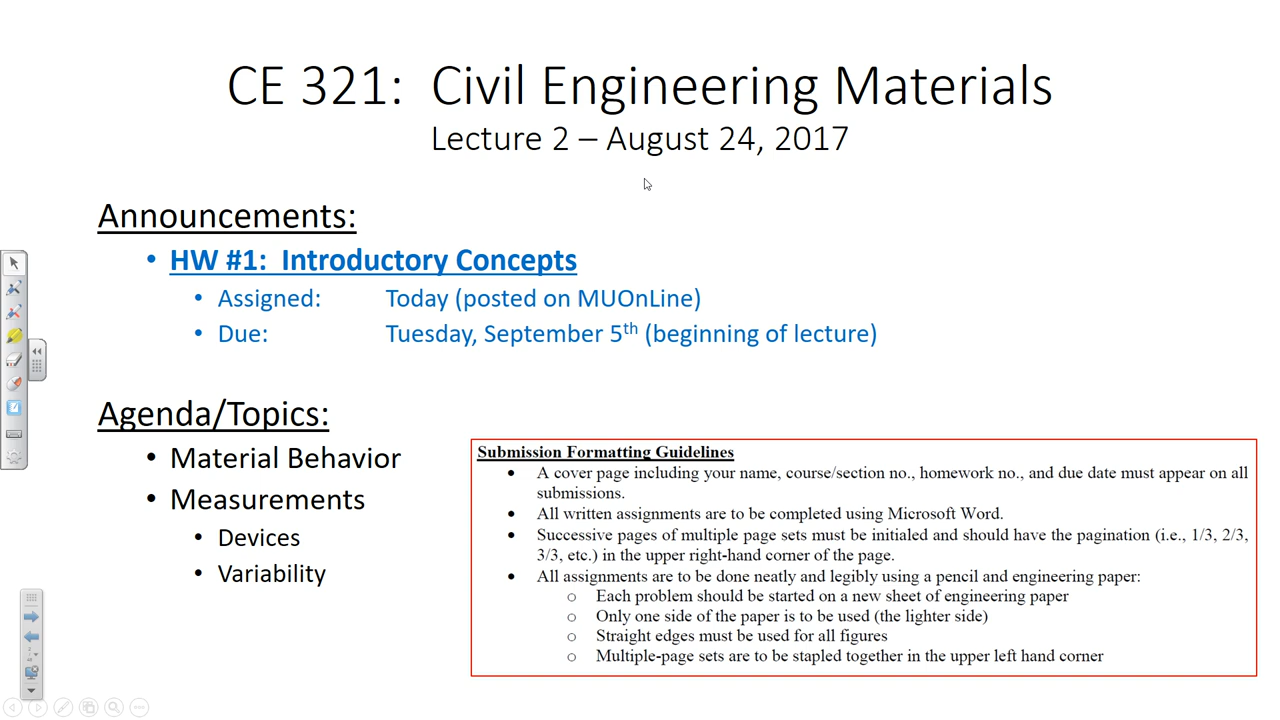 CE 321:  Civil Engineering Materials
Lecture 2 – August 24, 2017
Announcements:
• HW #1:  Introductory Concepts
• Assigned: Today (posted on MUOnLine)
• Due: Tuesday, September 5th (beginning of lecture)
Agenda/Topics:
• Material Behavior
• Measurements
• Devices
• Variability
Submission Formatting Guidelines
• A cover page including your name, course/section no., homework no., and due date must appear on all
submissions.
• All written assignments are to be completed using Microsoft Word.
• Successive pages of multiple page sets must be initialed and should have the pagination (i.e., 1/3, 2/3,
3/3, etc.) in the upper right-hand corner of the page.
• All assignments are to be done neatly and legibly using a pencil and engineering paper:
o Each problem should be started on a new sheet of engineering paper
o Only one side of the paper is to be used (the lighter side)
o Straight edges must be used for all figures
o Multiple-page sets are to be stapled together in the upper left hand corner